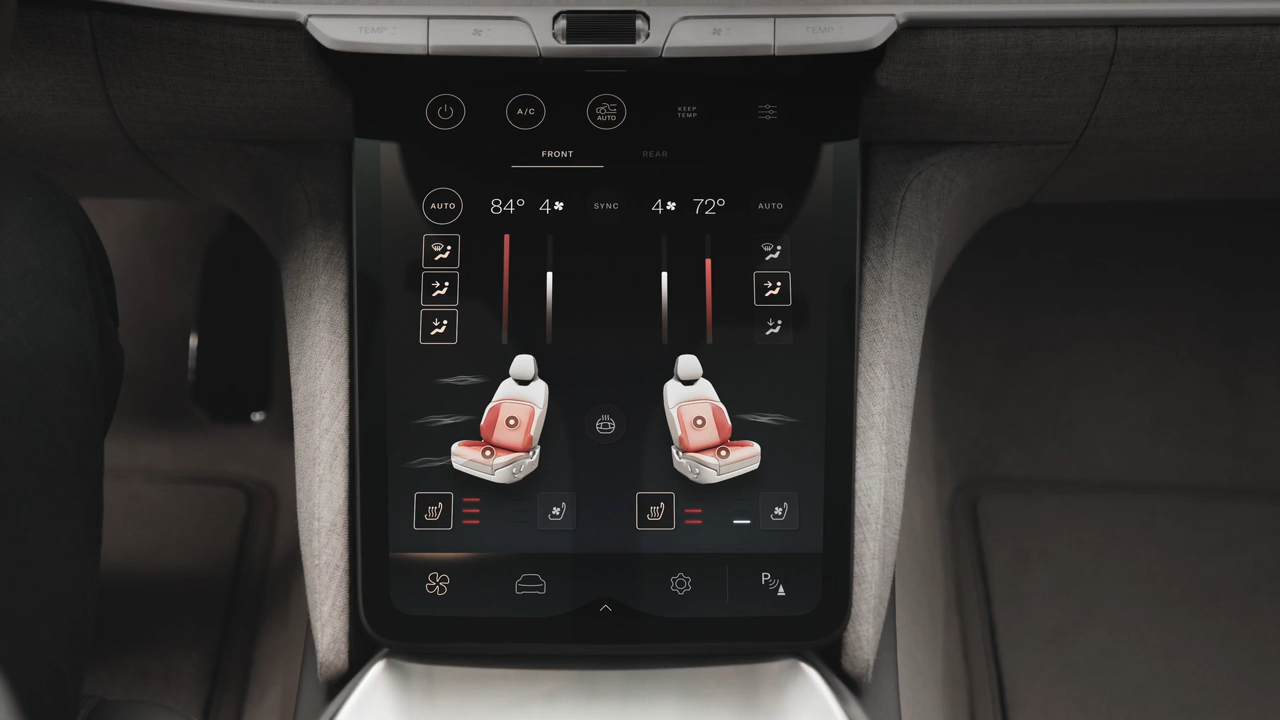 TEMP TEMP
A/C AUTO KEEP TEMP
FRONT REAR
AUTO 84° 4 SYNC 4 72° AUTO
P